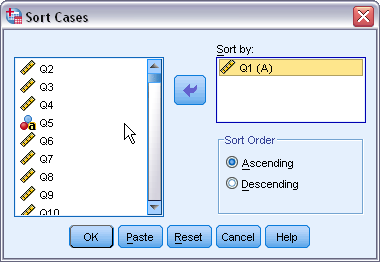 Sort Cases
Sort by:
Q2
Q3
Q4
Q5
Q6
Q7
Q8
Q9
Q10
Q1 (A)
Sort Order
Ascending
Descending
OK
Paste
Reset
Cancel
Help